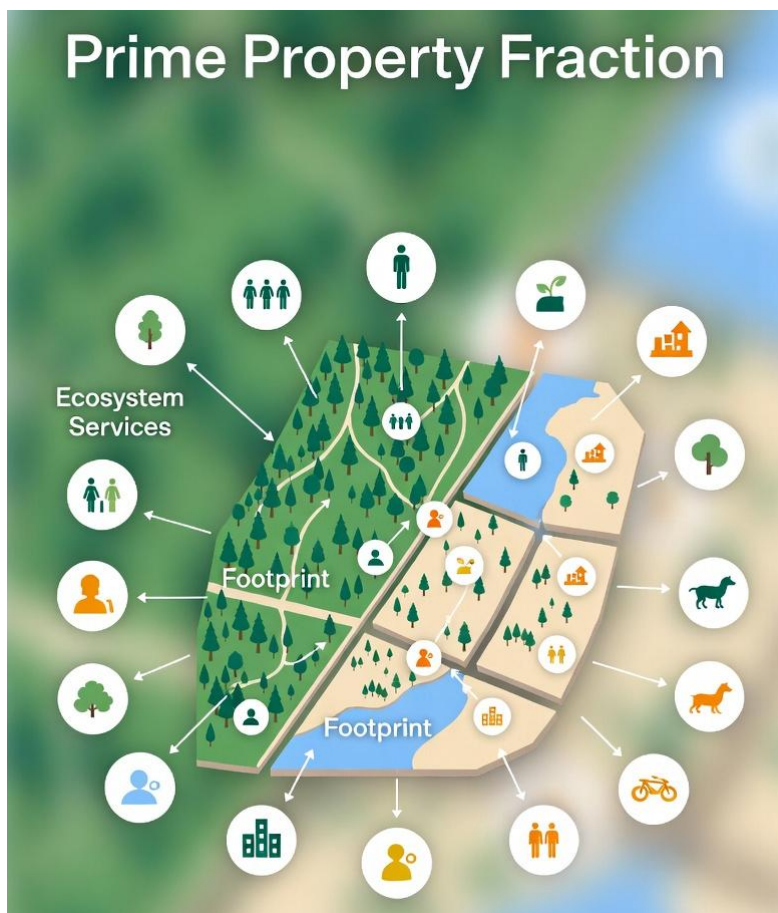 Prime Property Fraction
Ecosystem
Services
Footprint
Footprint